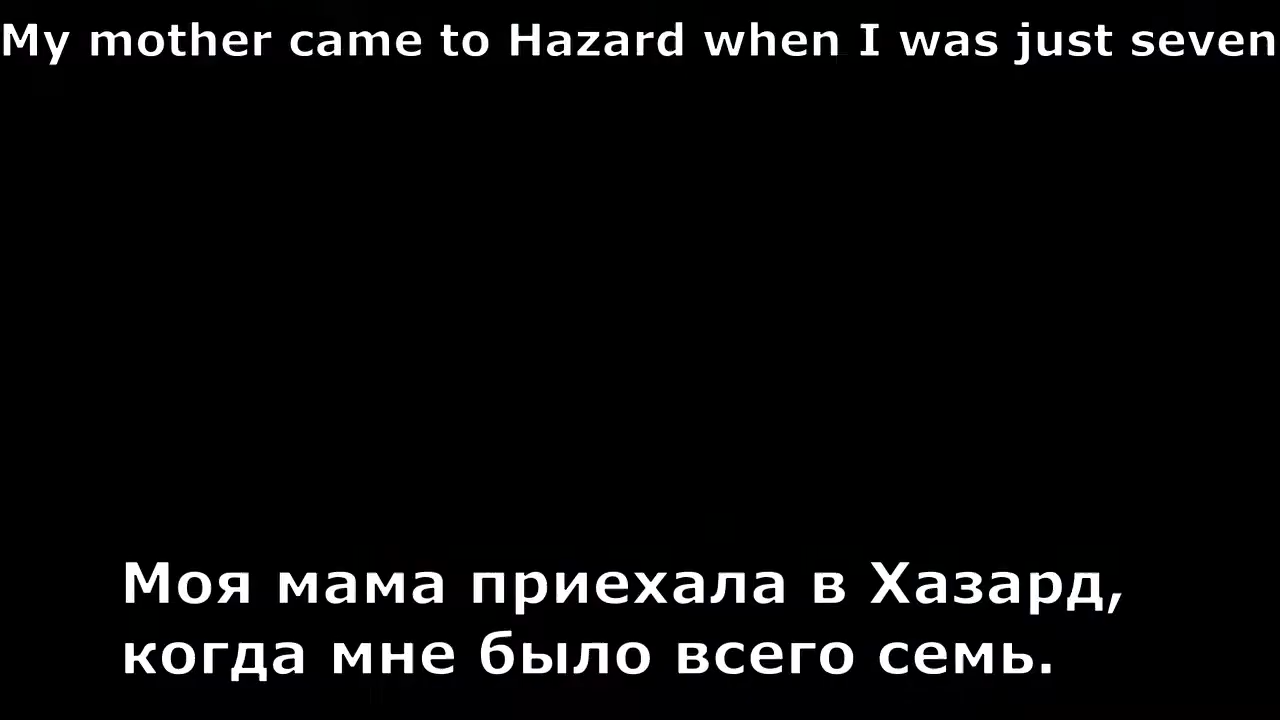 My mother came to Hazard when I was just seven
Моя мама приехала в Хазард,
когда мне было всего семь.